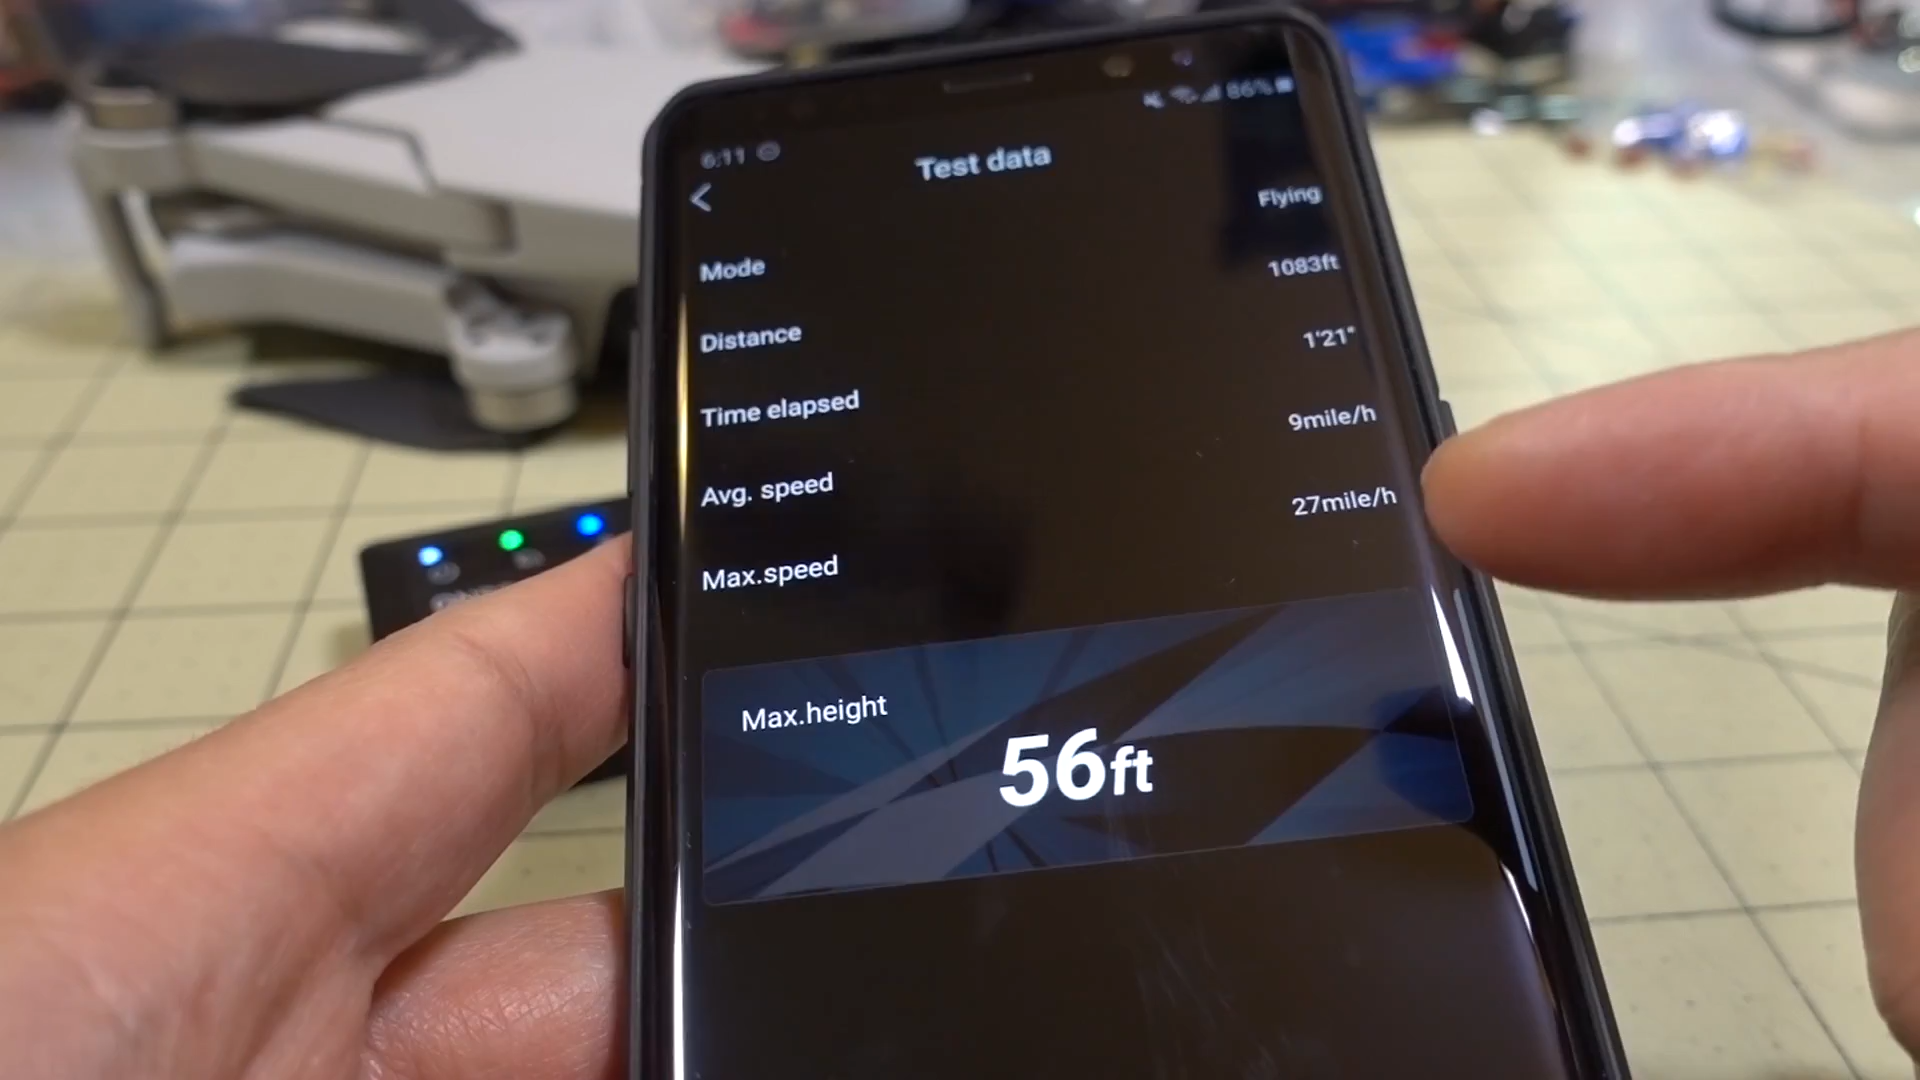 6:11 86%
Test data
Mode Flying
Distance 1083ft
Time elapsed 1'21"
Avg. speed 9mile/h
Max.speed 27mile/h
Max.height
56ft